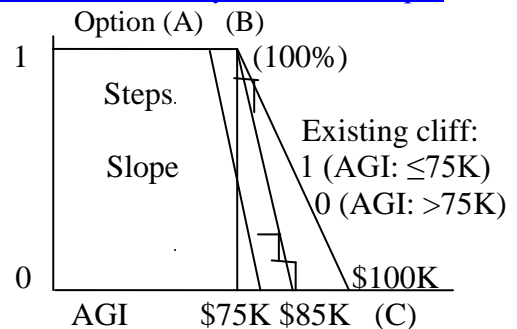 Option (A) (B)
1
(100%)
Steps.
Existing cliff:
Slope
1 (AGI: ≤75K)
0 (AGI: >75K)
0
$100K
AGI
$75K $85K (C)